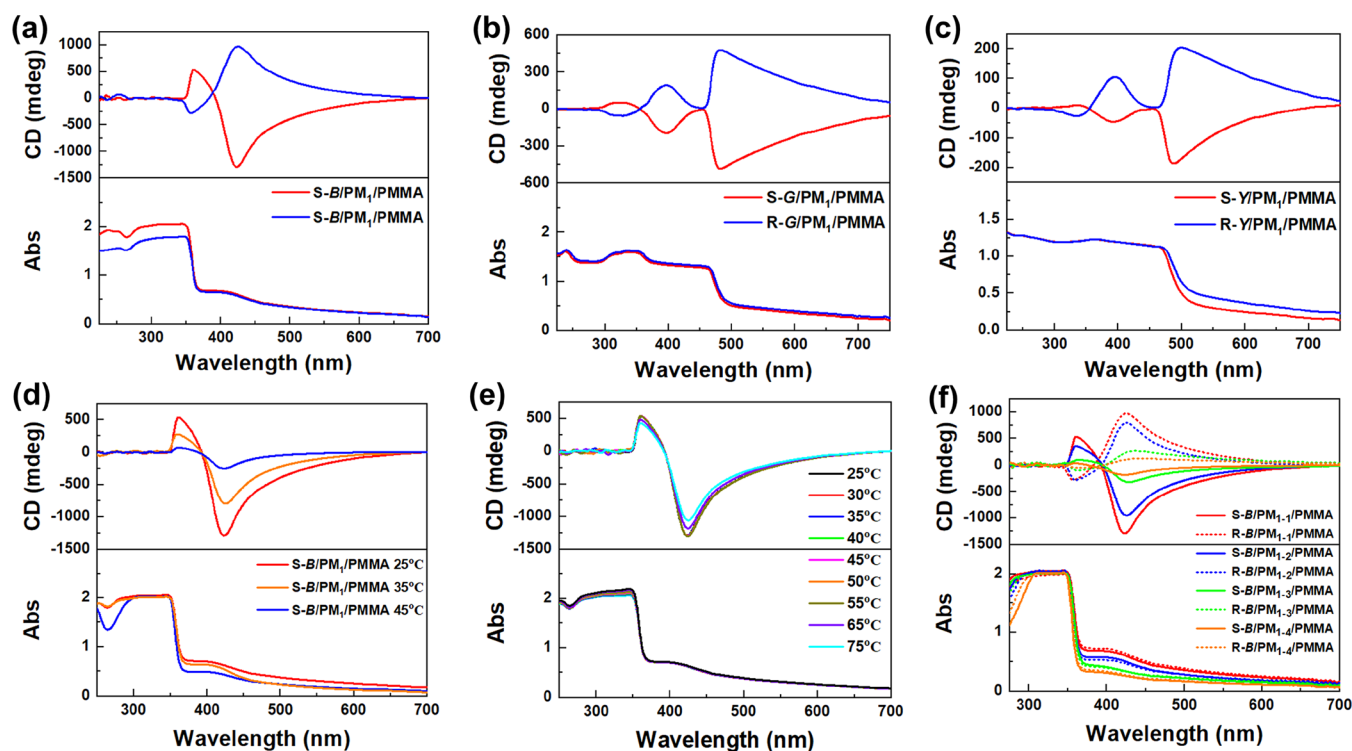 (a)
CD (mdeg)
1000
500
0
-500
-1000
-1500
S-B/PM₁/PMMA
S-B/PM₁/PMMA
Abs
2
1
0
300 400 500 600 700
Wavelength (nm)
(b)
CD (mdeg)
600
300
0
-300
-600
S-G/PM₁/PMMA
R-G/PM₁/PMMA
Abs
2
1
0
300 400 500 600 700
Wavelength (nm)
(c)
CD (mdeg)
200
100
0
-100
-200
S-Y/PM₁/PMMA
R-Y/PM₁/PMMA
Abs
1.5
1.0
0.5
0.0
300 400 500 600 700
Wavelength (nm)
(d)
CD (mdeg)
500
0
-500
-1000
-1500
S-B/PM₁/PMMA 25°C
S-B/PM₁/PMMA 35°C
S-B/PM₁/PMMA 45°C
Abs
2
1
0
300 400 500 600 700
Wavelength (nm)
(e)
CD (mdeg)
500
0
-500
-1000
-1500
25°C
30°C
35°C
40°C
45°C
50°C
55°C
65°C
75°C
Abs
2
1
0
300 400 500 600 700
Wavelength (nm)
(f)
CD (mdeg)
1000
500
0
-500
-1000
-1500
S-B/PM₁₋₁/PMMA
R-B/PM₁₋₁/PMMA
S-B/PM₁₋₂/PMMA
R-B/PM₁₋₂/PMMA
S-B/PM₁₋₃/PMMA
R-B/PM₁₋₃/PMMA
S-B/PM₁₋₄/PMMA
R-B/PM₁₋₄/PMMA
Abs
2
1
0
300 400 500 600 700
Wavelength (nm)